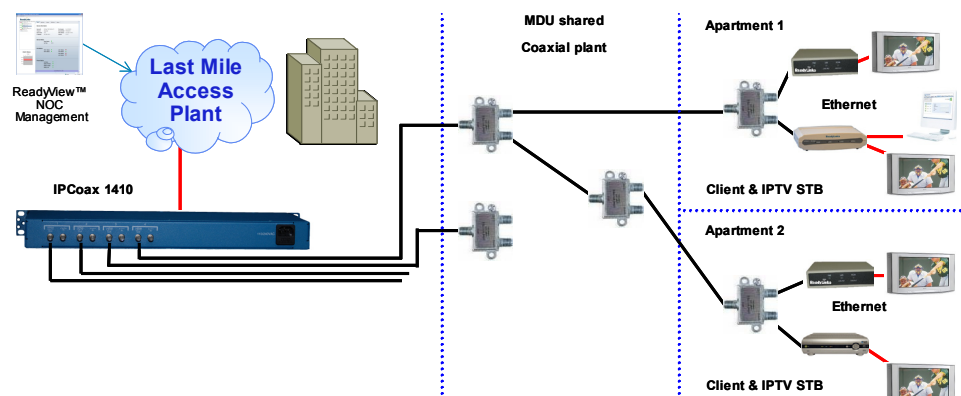 MDU shared
Coaxial plant
Apartment 1
Last Mile
Access
Plant
ReadyView™
NOC
Management
Ethernet
IPCoax 1410
Client & IPTV STB
Apartment 2
Ethernet
Client & IPTV STB